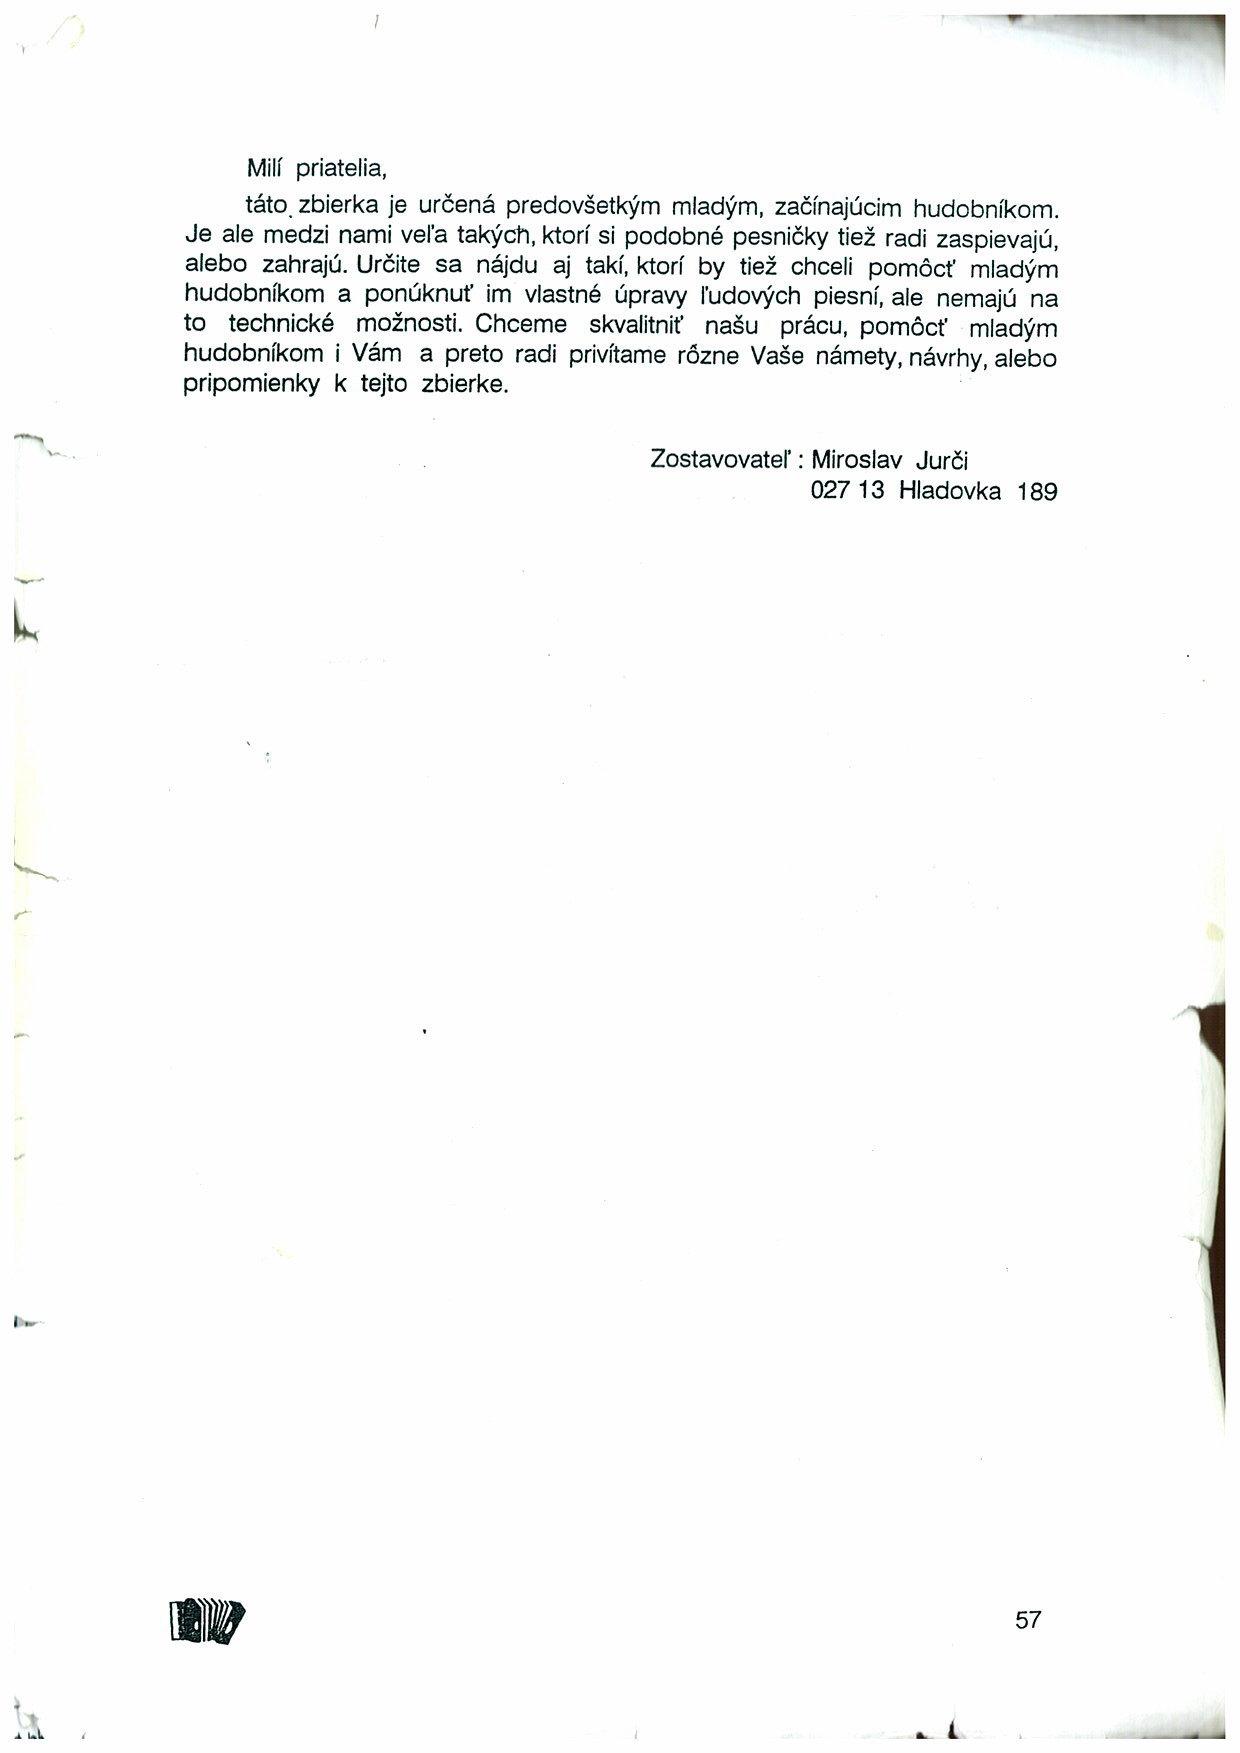 Milí priatelia,
táto zbierka je určená predovšetkým mladým, začínajúcim hudobníkom.
Je ale medzi nami veľa takých, ktorí si podobné pesničky tiež radi zaspievajú,
alebo zahrajú. Určite sa nájdu aj takí, ktorí by tiež chceli pomôcť mladým
hudobníkom a ponúknuť im vlastné úpravy ľudových piesní, ale nemajú na
to technické možnosti. Chceme skvalitniť našu prácu, pomôcť mladým
hudobníkom i Vám a preto radi privítame rôzne Vaše námety, návrhy, alebo
pripomienky k tejto zbierke.
Zostavovateľ : Miroslav Jurči
027 13 Hladovka 189
57